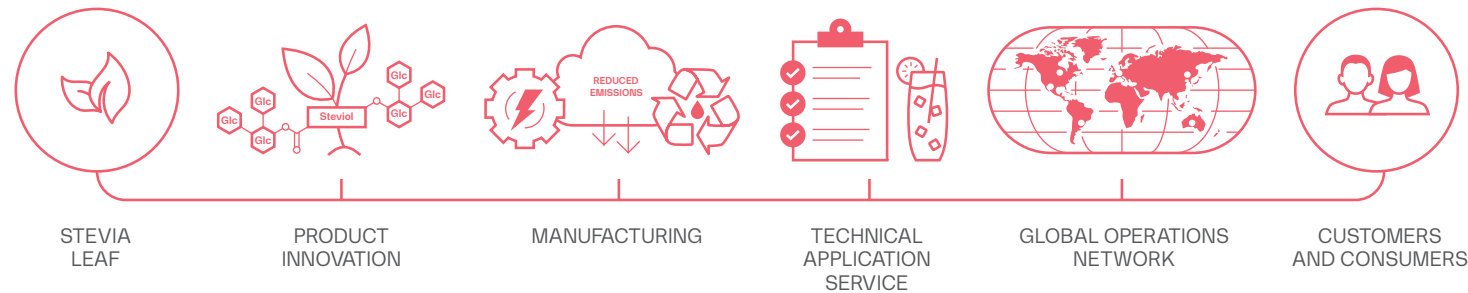 Glc
Glc
Glc
Steviol
Glc
Glc
Glc
REDUCED
EMISSIONS
STEVIA
LEAF
PRODUCT
INNOVATION
MANUFACTURING
TECHNICAL
APPLICATION
SERVICE
GLOBAL OPERATIONS
NETWORK
CUSTOMERS
AND CONSUMERS